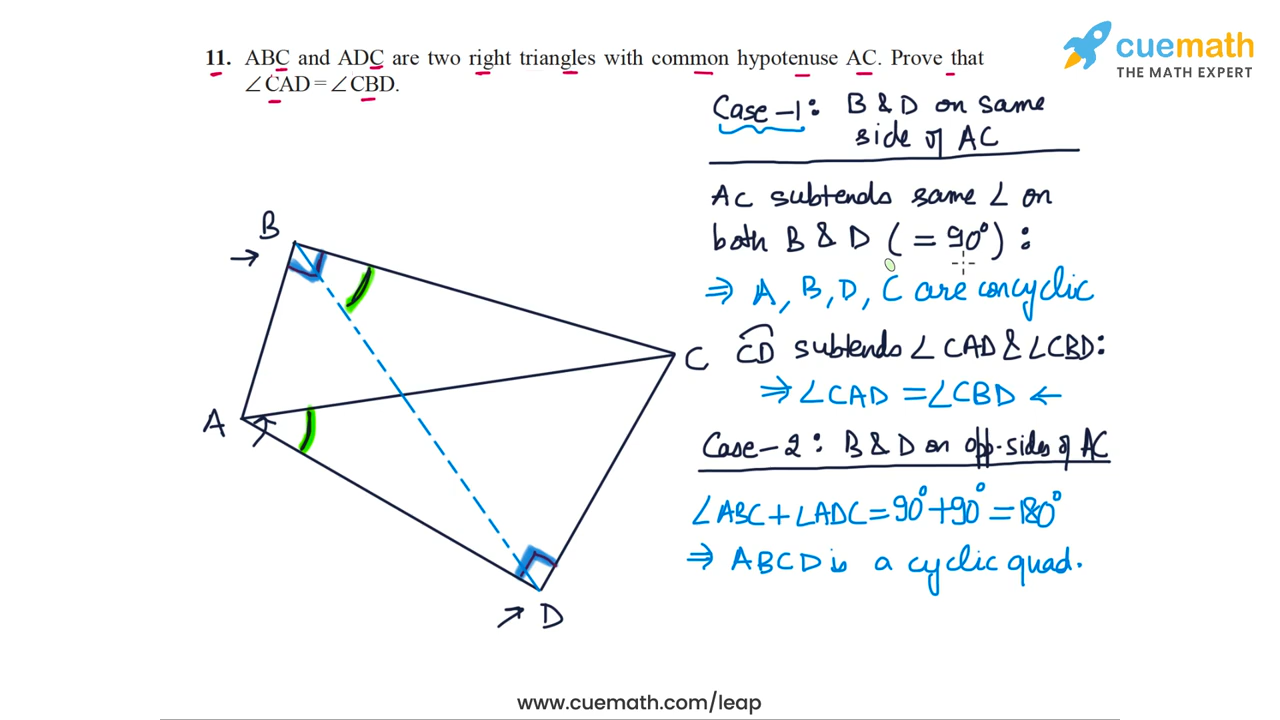 11. ABC and ADC are two right triangles with common hypotenuse AC. Prove that
∠CAD = ∠CBD.
cuemath
THE MATH EXPERT
Case-1: B & D on same
side of AC
AC subtends same ∠ on
both B & D (= 90°):
⇒ A, B, D, C are concyclic
CD subtends ∠CAD & ∠CBD:
⇒ ∠CAD = ∠CBD ←
Case-2: B & D on opp. sides of AC
∠ABC + ∠ADC = 90° + 90° = 180°
⇒ ABCD is a cyclic quad.
B
C
A
D
www.cuemath.com/leap